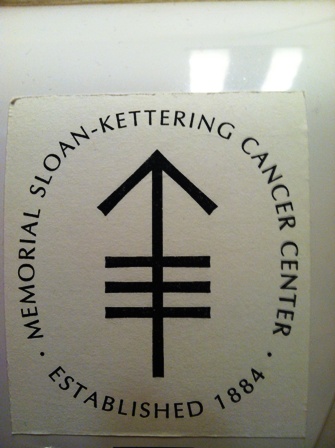 MEMORIAL SLOAN-KETTERING CANCER CENTER
· ESTABLISHED 1884 ·